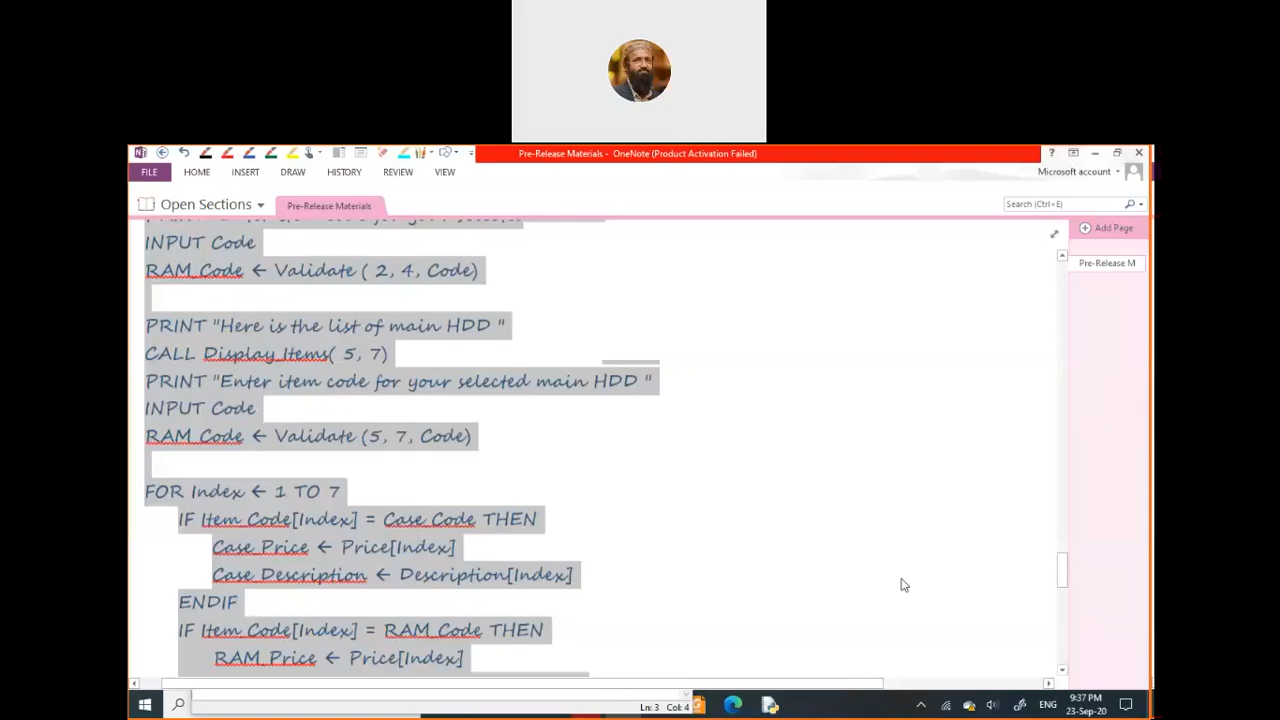 Pre-Release Materials - OneNote (Product Activation Failed)
FILE HOME INSERT DRAW HISTORY REVIEW VIEW
Microsoft account
Open Sections
Pre-Release Materials
Search (Ctrl+E)
Add Page
Pre-Release M
INPUT Code
RAM_Code ← Validate ( 2, 4, Code)
PRINT "Here is the list of main HDD "
CALL Display_Items( 5, 7)
PRINT "Enter item code for your selected main HDD "
INPUT Code
RAM_Code ← Validate (5, 7, Code)
FOR Index ← 1 TO 7
IF Item_Code[Index] = Case_Code THEN
Case_Price ← Price[Index]
Case_Description ← Description[Index]
ENDIF
IF Item_Code[Index] = RAM_Code THEN
RAM_Price ← Price[Index]
Ln: 3 Col: 4
ENG
9:37 PM
23-Sep-20